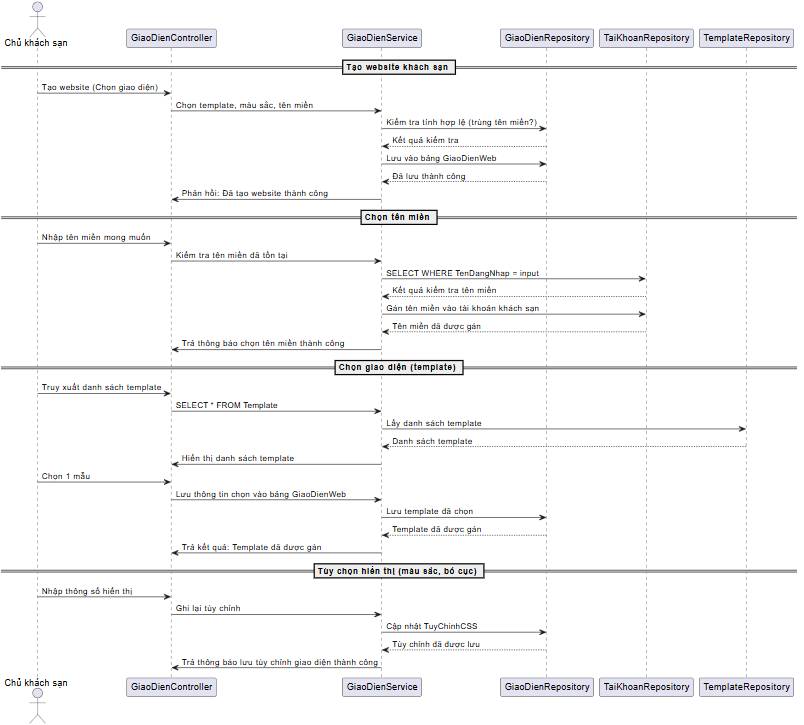 Chủ khách sạn
GiaoDienController
GiaoDienService
GiaoDienRepository
TaiKhoanRepository
TemplateRepository
Tạo website khách sạn
Tạo website (Chọn giao diện)
Chọn template, màu sắc, tên miền
Kiểm tra tính hợp lệ (trùng tên miền?)
Kết quả kiểm tra
Lưu vào bảng GiaoDienWeb
Đã lưu thành công
Phản hồi: Đã tạo website thành công
Chọn tên miền
Nhập tên miền mong muốn
Kiểm tra tên miền đã tồn tại
SELECT WHERE TenDangNhap = input
Kết quả kiểm tra tên miền
Gán tên miền vào tài khoản khách sạn
Tên miền đã được gán
Trả thông báo chọn tên miền thành công
Chọn giao diện (template)
Truy xuất danh sách template
SELECT * FROM Template
Lấy danh sách template
Danh sách template
Hiển thị danh sách template
Chọn 1 mẫu
Lưu thông tin chọn vào bảng GiaoDienWeb
Lưu template đã chọn
Template đã được gán
Trả kết quả: Template đã được gán
Tùy chọn hiển thị (màu sắc, bố cục)
Nhập thông số hiển thị
Ghi lại tùy chỉnh
Cập nhật TuyChinhCSS
Tùy chỉnh đã được lưu
Trả thông báo lưu tùy chỉnh giao diện thành công
Chủ khách sạn
GiaoDienController
GiaoDienService
GiaoDienRepository
TaiKhoanRepository
TemplateRepository